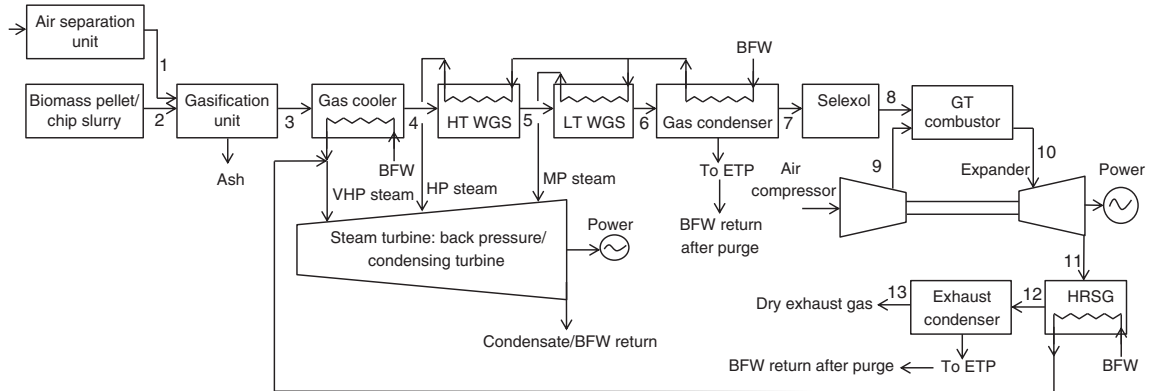 Air separation
unit
1
Biomass pellet/
chip slurry
2
Gasification
unit
Ash
3
Gas cooler
BFW
4
HT WGS
5
LT WGS
6
BFW
Gas condenser
7
Selexol
8
GT
combustor
9
10
Air
compressor
Expander
Power
To ETP
BFW return
after purge
VHP steam
HP steam
MP steam
Steam turbine: back pressure/
condensing turbine
Power
Condensate/BFW return
11
HRSG
BFW
12
Exhaust
condenser
13
Dry exhaust gas
To ETP
BFW return after purge